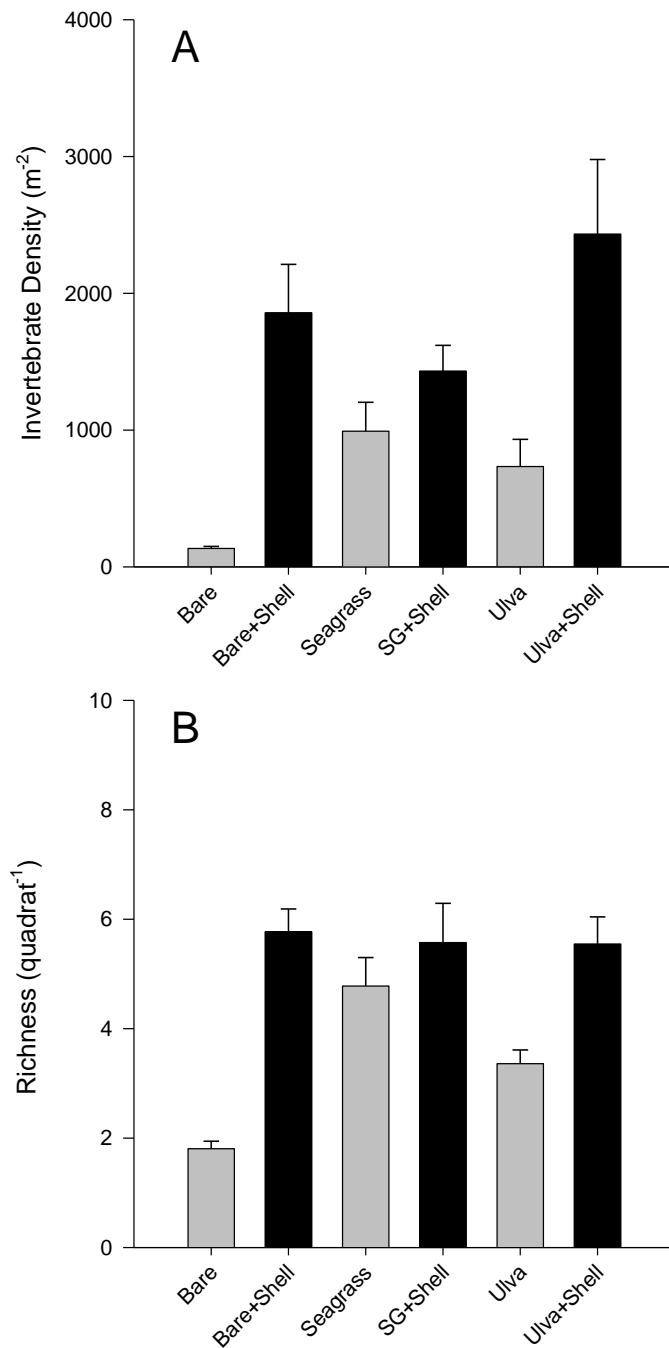 A
4000
3000
2000
1000
0
Invertebrate Density (m⁻²)
Bare
Bare+Shell
Seagrass
SG+Shell
Ulva
Ulva+Shell
B
10
8
6
4
2
0
Richness (quadrat⁻¹)
Bare
Bare+Shell
Seagrass
SG+Shell
Ulva
Ulva+Shell